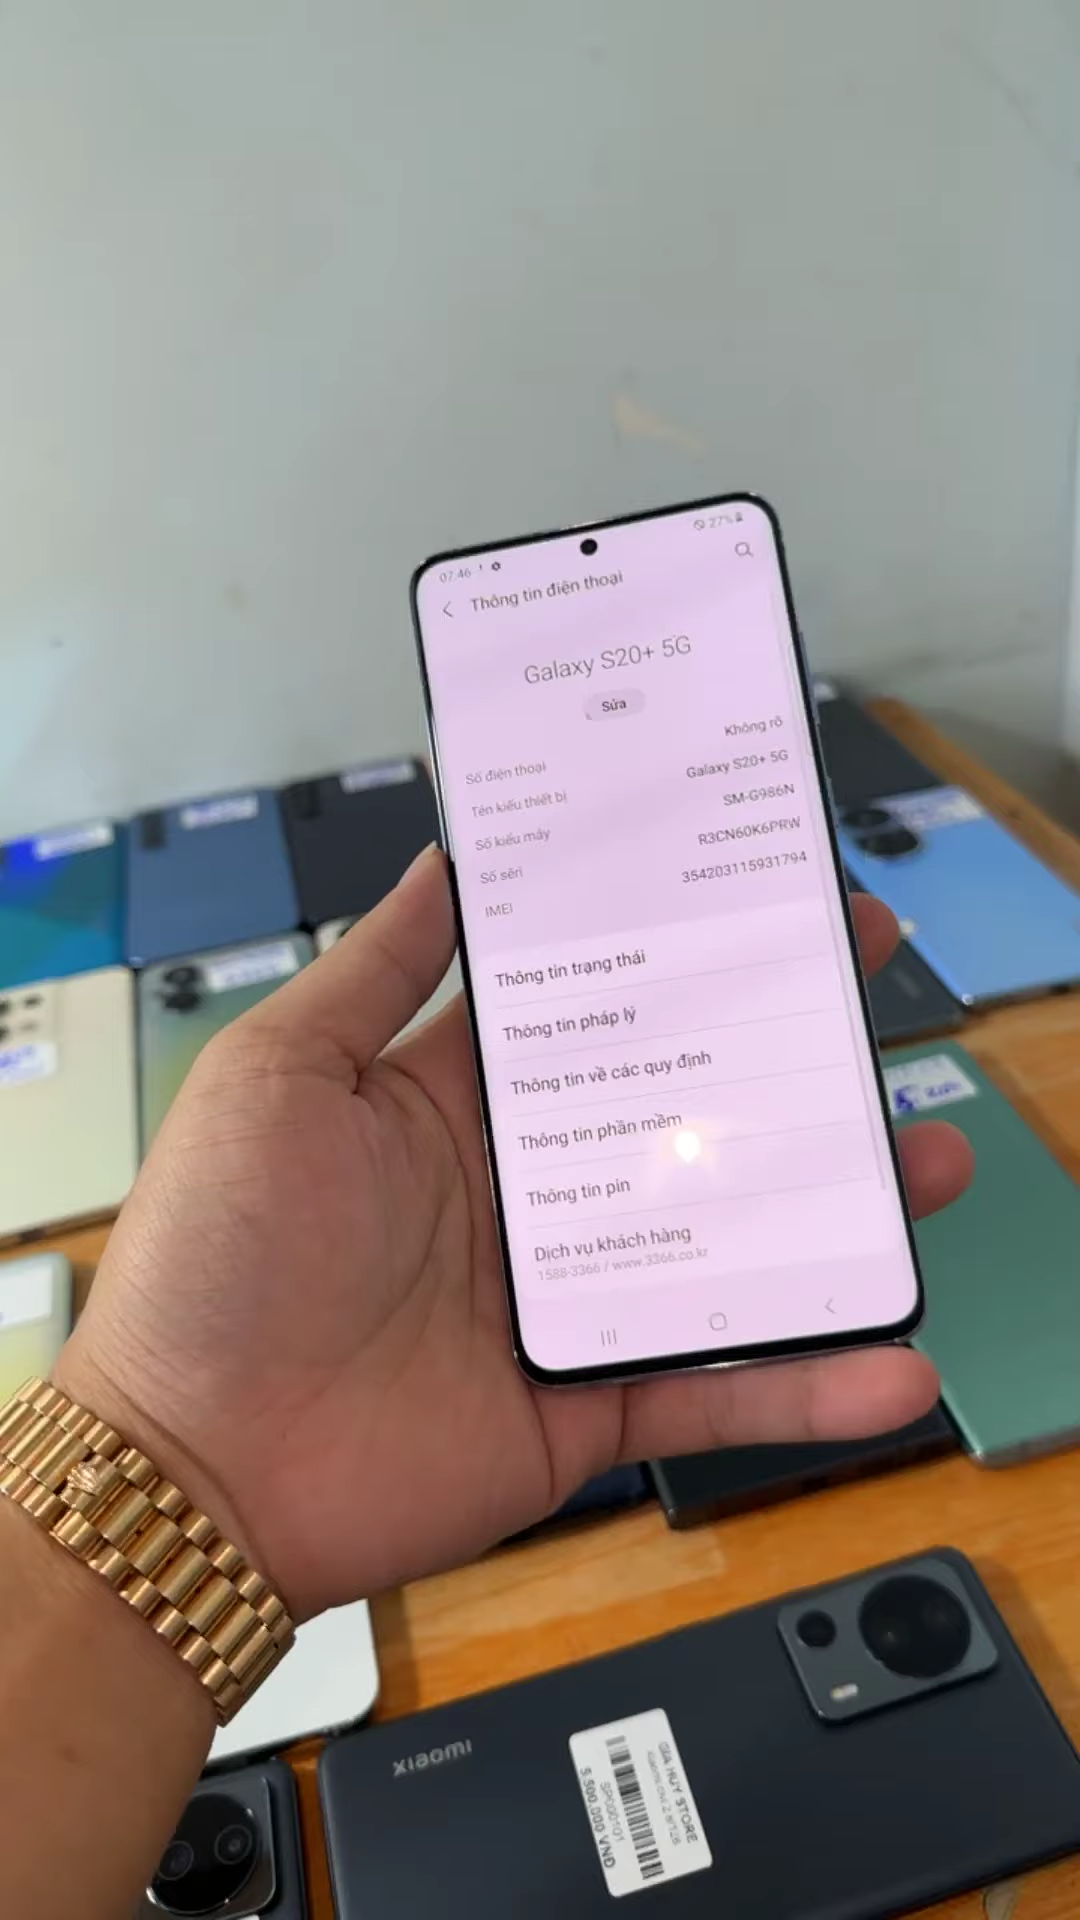 07:46
27%
Thông tin điện thoại
Galaxy S20+ 5G
Sửa
Số điện thoại Không rõ
Tên kiểu thiết bị Galaxy S20+ 5G
Số kiểu máy SM-G986N
Số sêri R3CN60K6PRW
IMEI 354203115931794
Thông tin trạng thái
Thông tin pháp lý
Thông tin về các quy định
Thông tin phần mềm
Thông tin pin
Dịch vụ khách hàng
1588-3366 / www.3366.co.kr
xiaomi
GIA HUY STORE
SP000101
5.500.000 VND